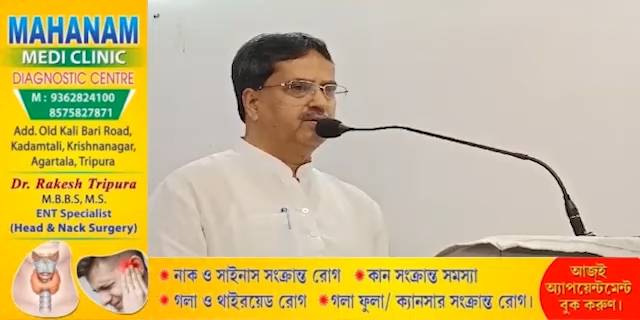 MAHANAM
MEDI CLINIC
DIAGNOSTIC CENTRE
M : 9362824100
8575827871
Add. Old Kali Bari Road,
Kadamtali, Krishnanagar,
Agartala, Tripura
Dr. Rakesh Tripura
M.B.B.S, M.S.
ENT Specialist
(Head & Nack Surgery)
* নাক ও সাইনাস সংক্রান্ত রোগ * কান সংক্রান্ত সমস্যা
* গলা ও থাইরয়েড রোগ * গলা ফুলা/ ক্যানসার সংক্রান্ত রোগ।
আজই
অ্যাপয়েন্টমেন্ট
বুক করুণ।